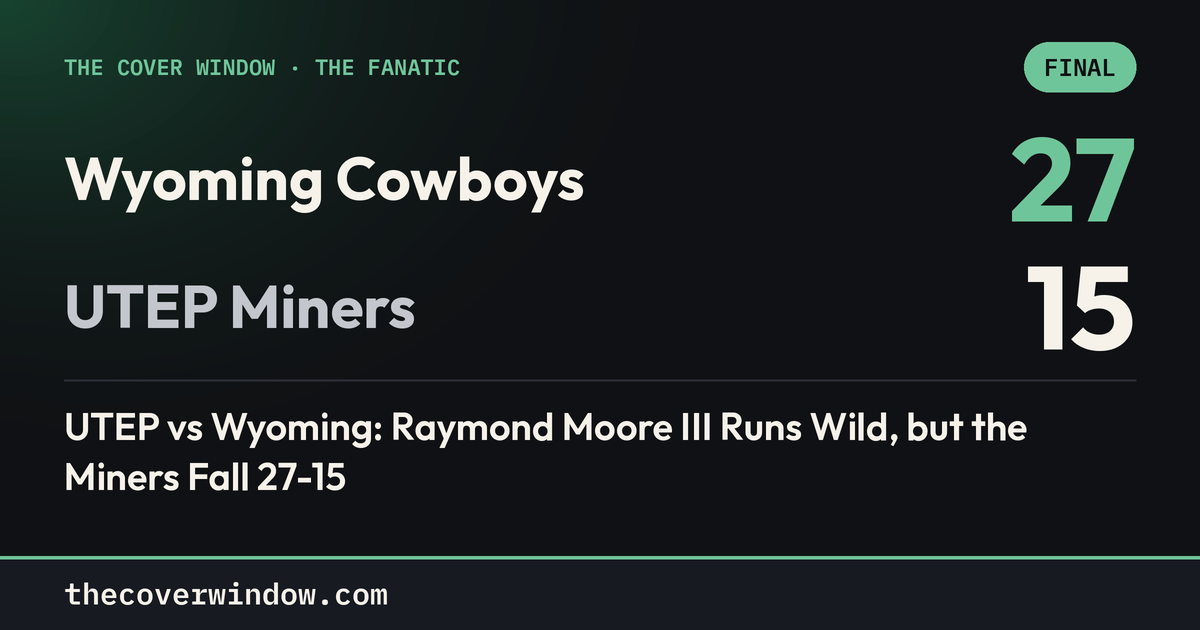 THE COVER WINDOW · THE FANATIC
FINAL
Wyoming Cowboys
27
UTEP Miners
15
UTEP vs Wyoming: Raymond Moore III Runs Wild, but the
Miners Fall 27-15
thecoverwindow.com